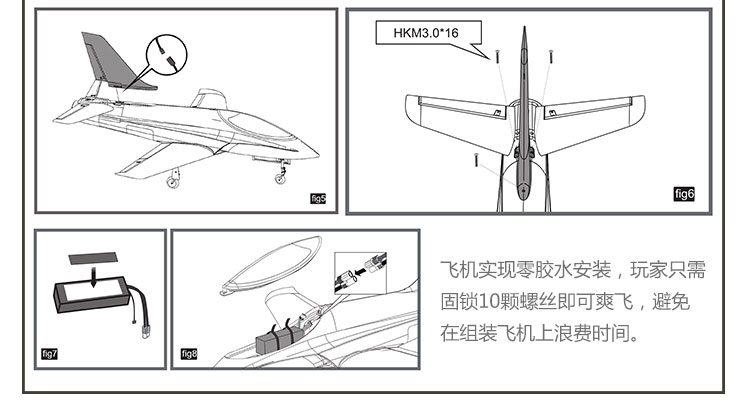 HKM3.0*16
fig5
fig6
fig7
fig8
飞机实现零胶水安装，玩家只需
固锁10颗螺丝即可爽飞，避免
在组装飞机上浪费时间。